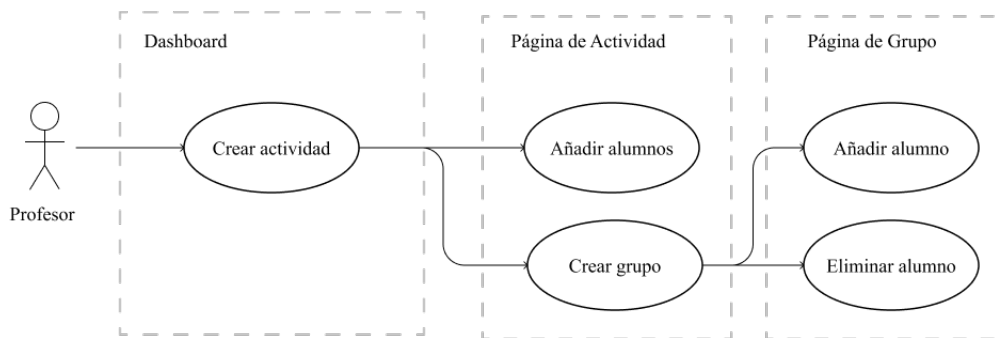 Dashboard
Página de Actividad
Página de Grupo
Crear actividad
Añadir alumnos
Añadir alumno
Profesor
Crear grupo
Eliminar alumno